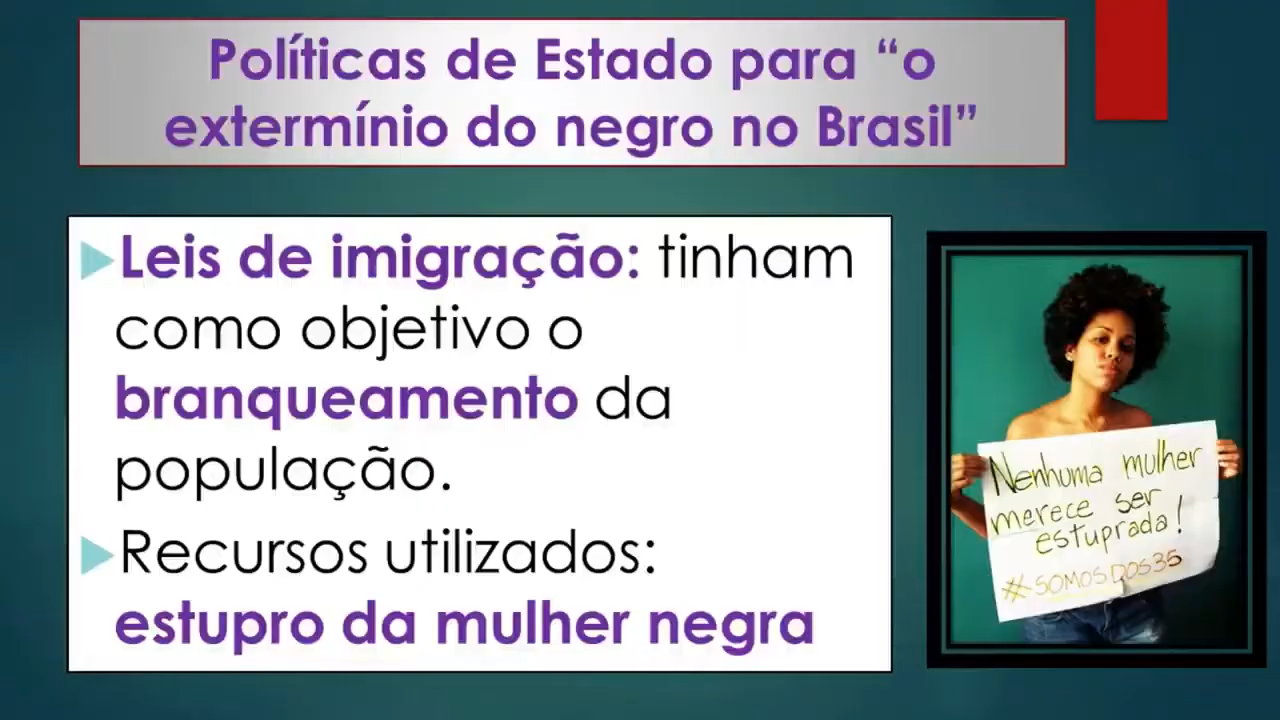 Políticas de Estado para “o
extermínio do negro no Brasil”
Leis de imigração: tinham
como objetivo o
branqueamento da
população.
Recursos utilizados:
estupro da mulher negra
Nenhuma mulher
merece ser
estuprada!
#SOMOSDOS35